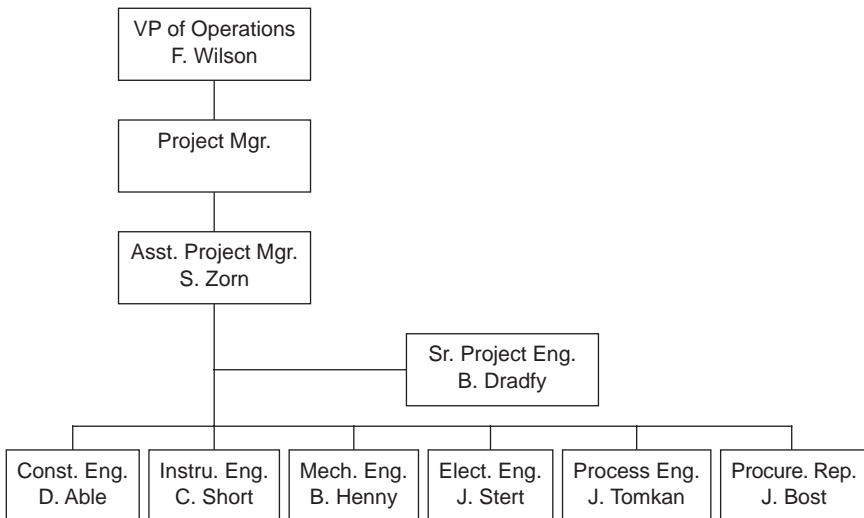 VP of Operations
F. Wilson
Project Mgr.
Asst. Project Mgr.
S. Zorn
Sr. Project Eng.
B. Dradfy
Const. Eng.
D. Able
Instru. Eng.
C. Short
Mech. Eng.
B. Henny
Elect. Eng.
J. Stert
Process Eng.
J. Tomkan
Procure. Rep.
J. Bost